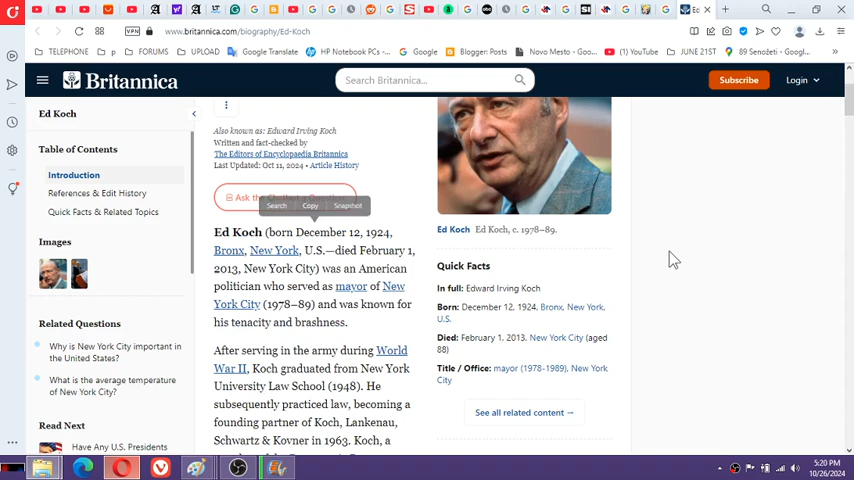 Ed
www.britannica.com/biography/Ed-Koch
VPN
TELEPHONE
p
FORUMS
UPLOAD
Google Translate
HP Notebook PCs -...
Google
Blogger: Posts
Novo Mesto - Googl...
(1) YouTube
JUNE 21ST
89 Senožeti - Googl...
Britannica
Search Britannica...
Subscribe
Login
Ed Koch
Table of Contents
Introduction
References & Edit History
Quick Facts & Related Topics
Images
Related Questions
Why is New York City important in
the United States?
What is the average temperature
of New York City?
Read Next
Have Any U.S. Presidents
Also known as: Edward Irving Koch
Written and fact-checked by
The Editors of Encyclopaedia Britannica
Last Updated: Oct 11, 2024 • Article History
Ask the
Search Copy Snapshot
Ed Koch (born December 12, 1924,
Bronx, New York, U.S.—died February 1,
2013, New York City) was an American
politician who served as mayor of New
York City (1978–89) and was known for
his tenacity and brashness.
After serving in the army during World
War II, Koch graduated from New York
University Law School (1948). He
subsequently practiced law, becoming a
founding partner of Koch, Lankenau,
Schwartz & Kovner in 1963. Koch, a
Ed Koch Ed Koch, c. 1978–89.
Quick Facts
In full: Edward Irving Koch
Born: December 12, 1924, Bronx, New York,
U.S.
Died: February 1, 2013, New York City (aged
88)
Title / Office: mayor (1978-1989), New York
City
See all related content →
5:20 PM
10/26/2024